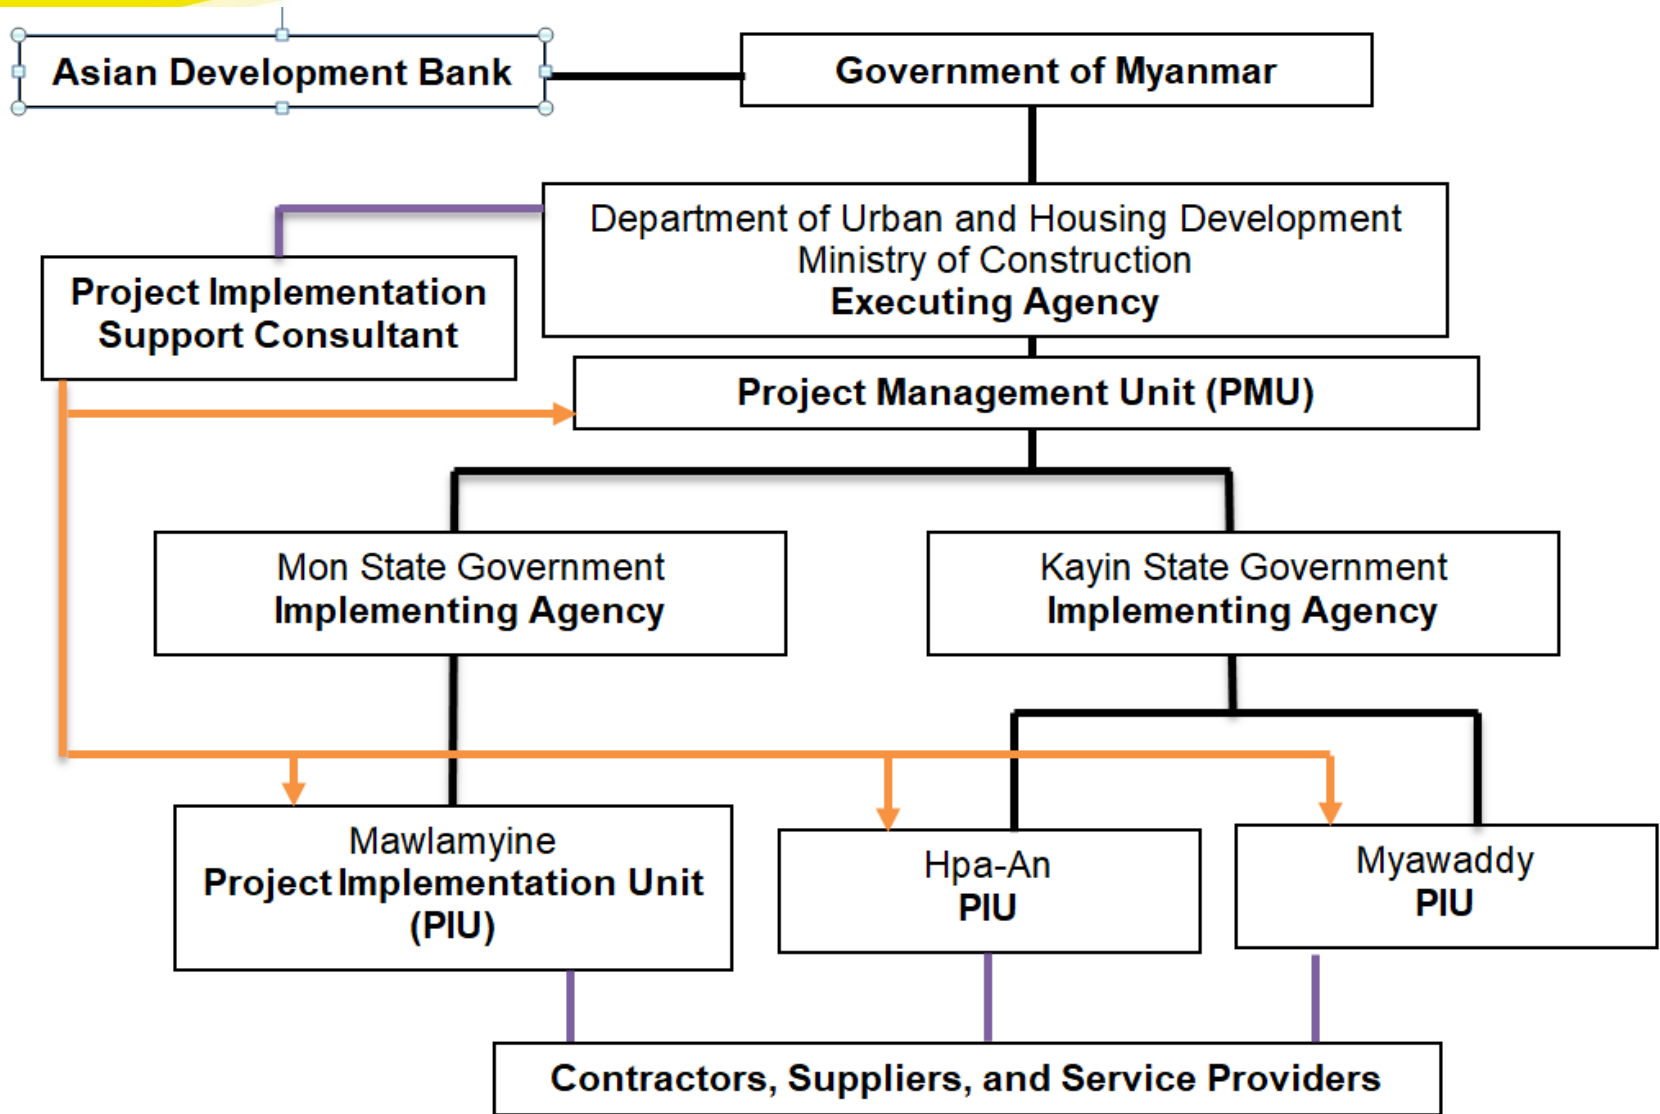 Asian Development Bank
Government of Myanmar
Department of Urban and Housing Development
Ministry of Construction
Executing Agency
Project Implementation
Support Consultant
Project Management Unit (PMU)
Mon State Government
Implementing Agency
Kayin State Government
Implementing Agency
Mawlamyine
Project Implementation Unit
(PIU)
Hpa-An
PIU
Myawaddy
PIU
Contractors, Suppliers, and Service Providers